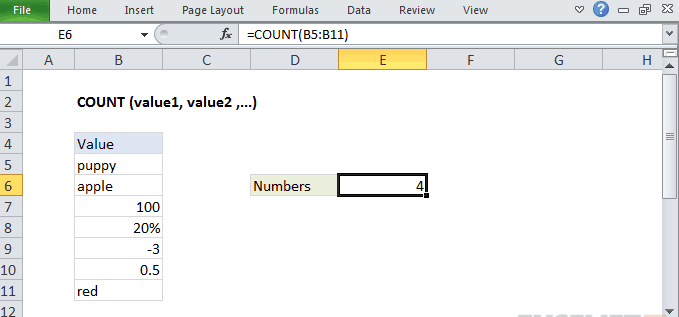 File Home Insert Page Layout Formulas Data Review View
E6 fx =COUNT(B5:B11)
A B C D E F G H
1
2 COUNT (value1, value2 ,...)
3
4 Value
5 puppy
6 apple Numbers 4
7 100
8 20%
9 -3
10 0.5
11 red
12